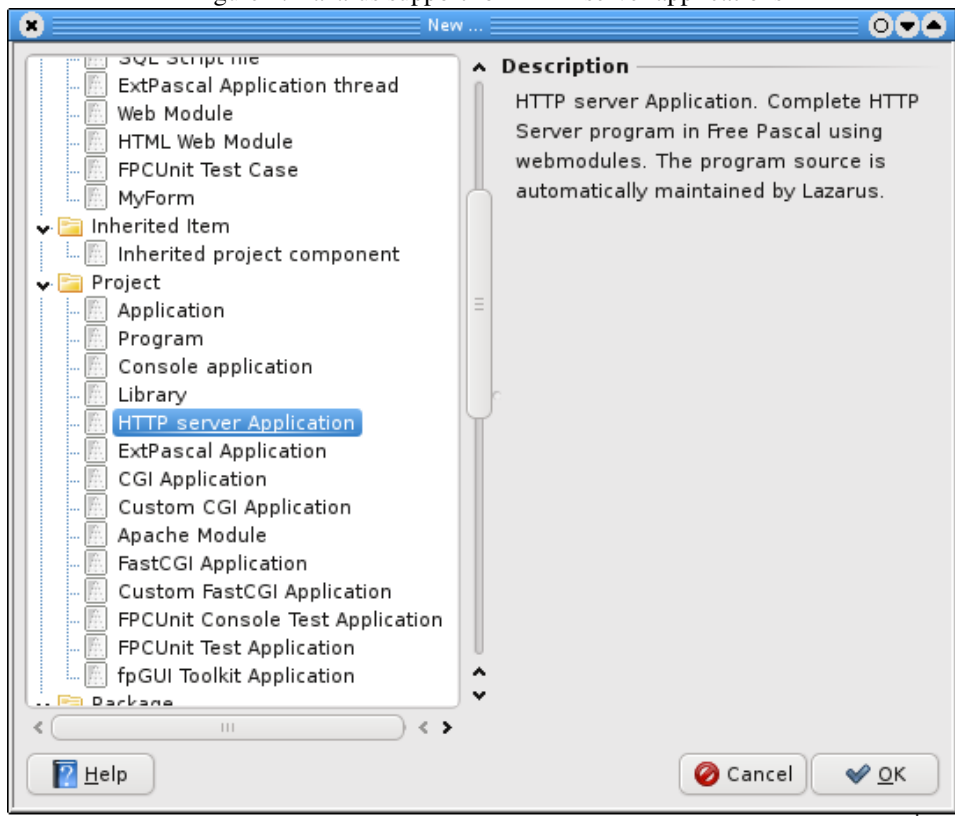 New ...
SQL Script file
ExtPascal Application thread
Web Module
HTML Web Module
FPCUnit Test Case
MyForm
Inherited Item
Inherited project component
Project
Application
Program
Console application
Library
HTTP server Application
ExtPascal Application
CGI Application
Custom CGI Application
Apache Module
FastCGI Application
Custom FastCGI Application
FPCUnit Console Test Application
FPCUnit Test Application
fpGUI Toolkit Application
Package
Description
HTTP server Application. Complete HTTP
Server program in Free Pascal using
webmodules. The program source is
automatically maintained by Lazarus.
Help
Cancel
OK